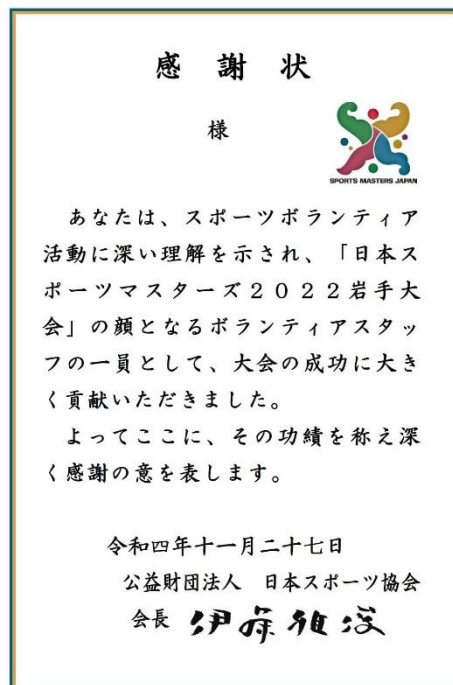 感 謝 状
様
SPORTS MASTERS JAPAN
あなたは、スポーツボランティア
活動に深い理解を示され、「日本ス
ポーツマスターズ２０２２岩手大
会」の顔となるボランティアスタッ
フの一員として、大会の成功に大き
く貢献いただきました。
よってここに、その功績を称え深
く感謝の意を表します。
令和四年十一月二十七日
公益財団法人　日本スポーツ協会
会長 伊藤雅俊